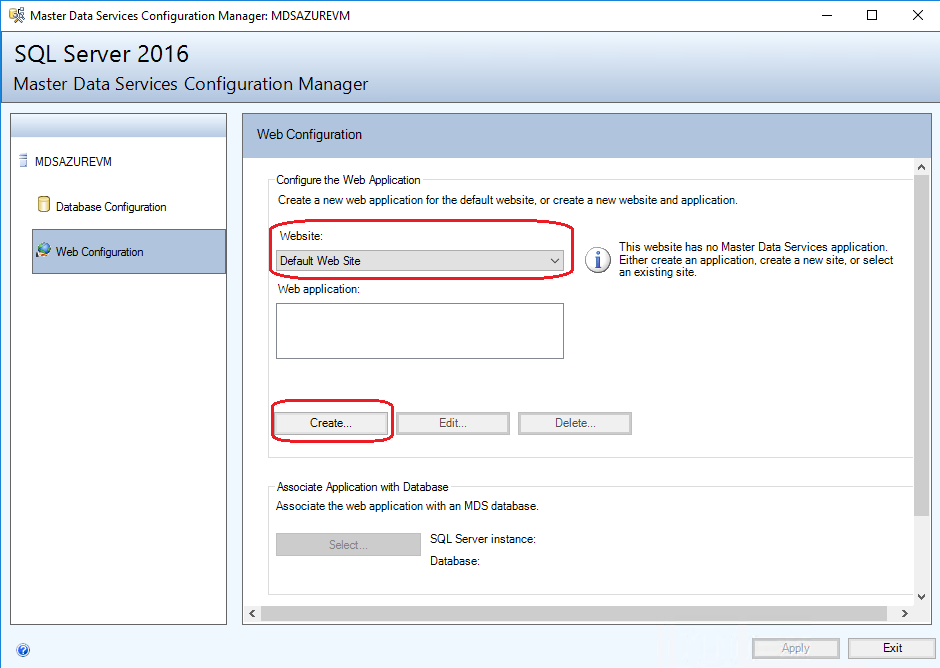 Master Data Services Configuration Manager: MDSAZUREVM
SQL Server 2016
Master Data Services Configuration Manager
MDSAZUREVM
Database Configuration
Web Configuration
Web Configuration
Configure the Web Application
Create a new web application for the default website, or create a new website and application.
Website:
Default Web Site
This website has no Master Data Services application.
Either create an application, create a new site, or select
an existing site.
Web application:
Create...
Edit...
Delete...
Associate Application with Database
Associate the web application with an MDS database.
Select...
SQL Server instance:
Database:
Apply
Exit